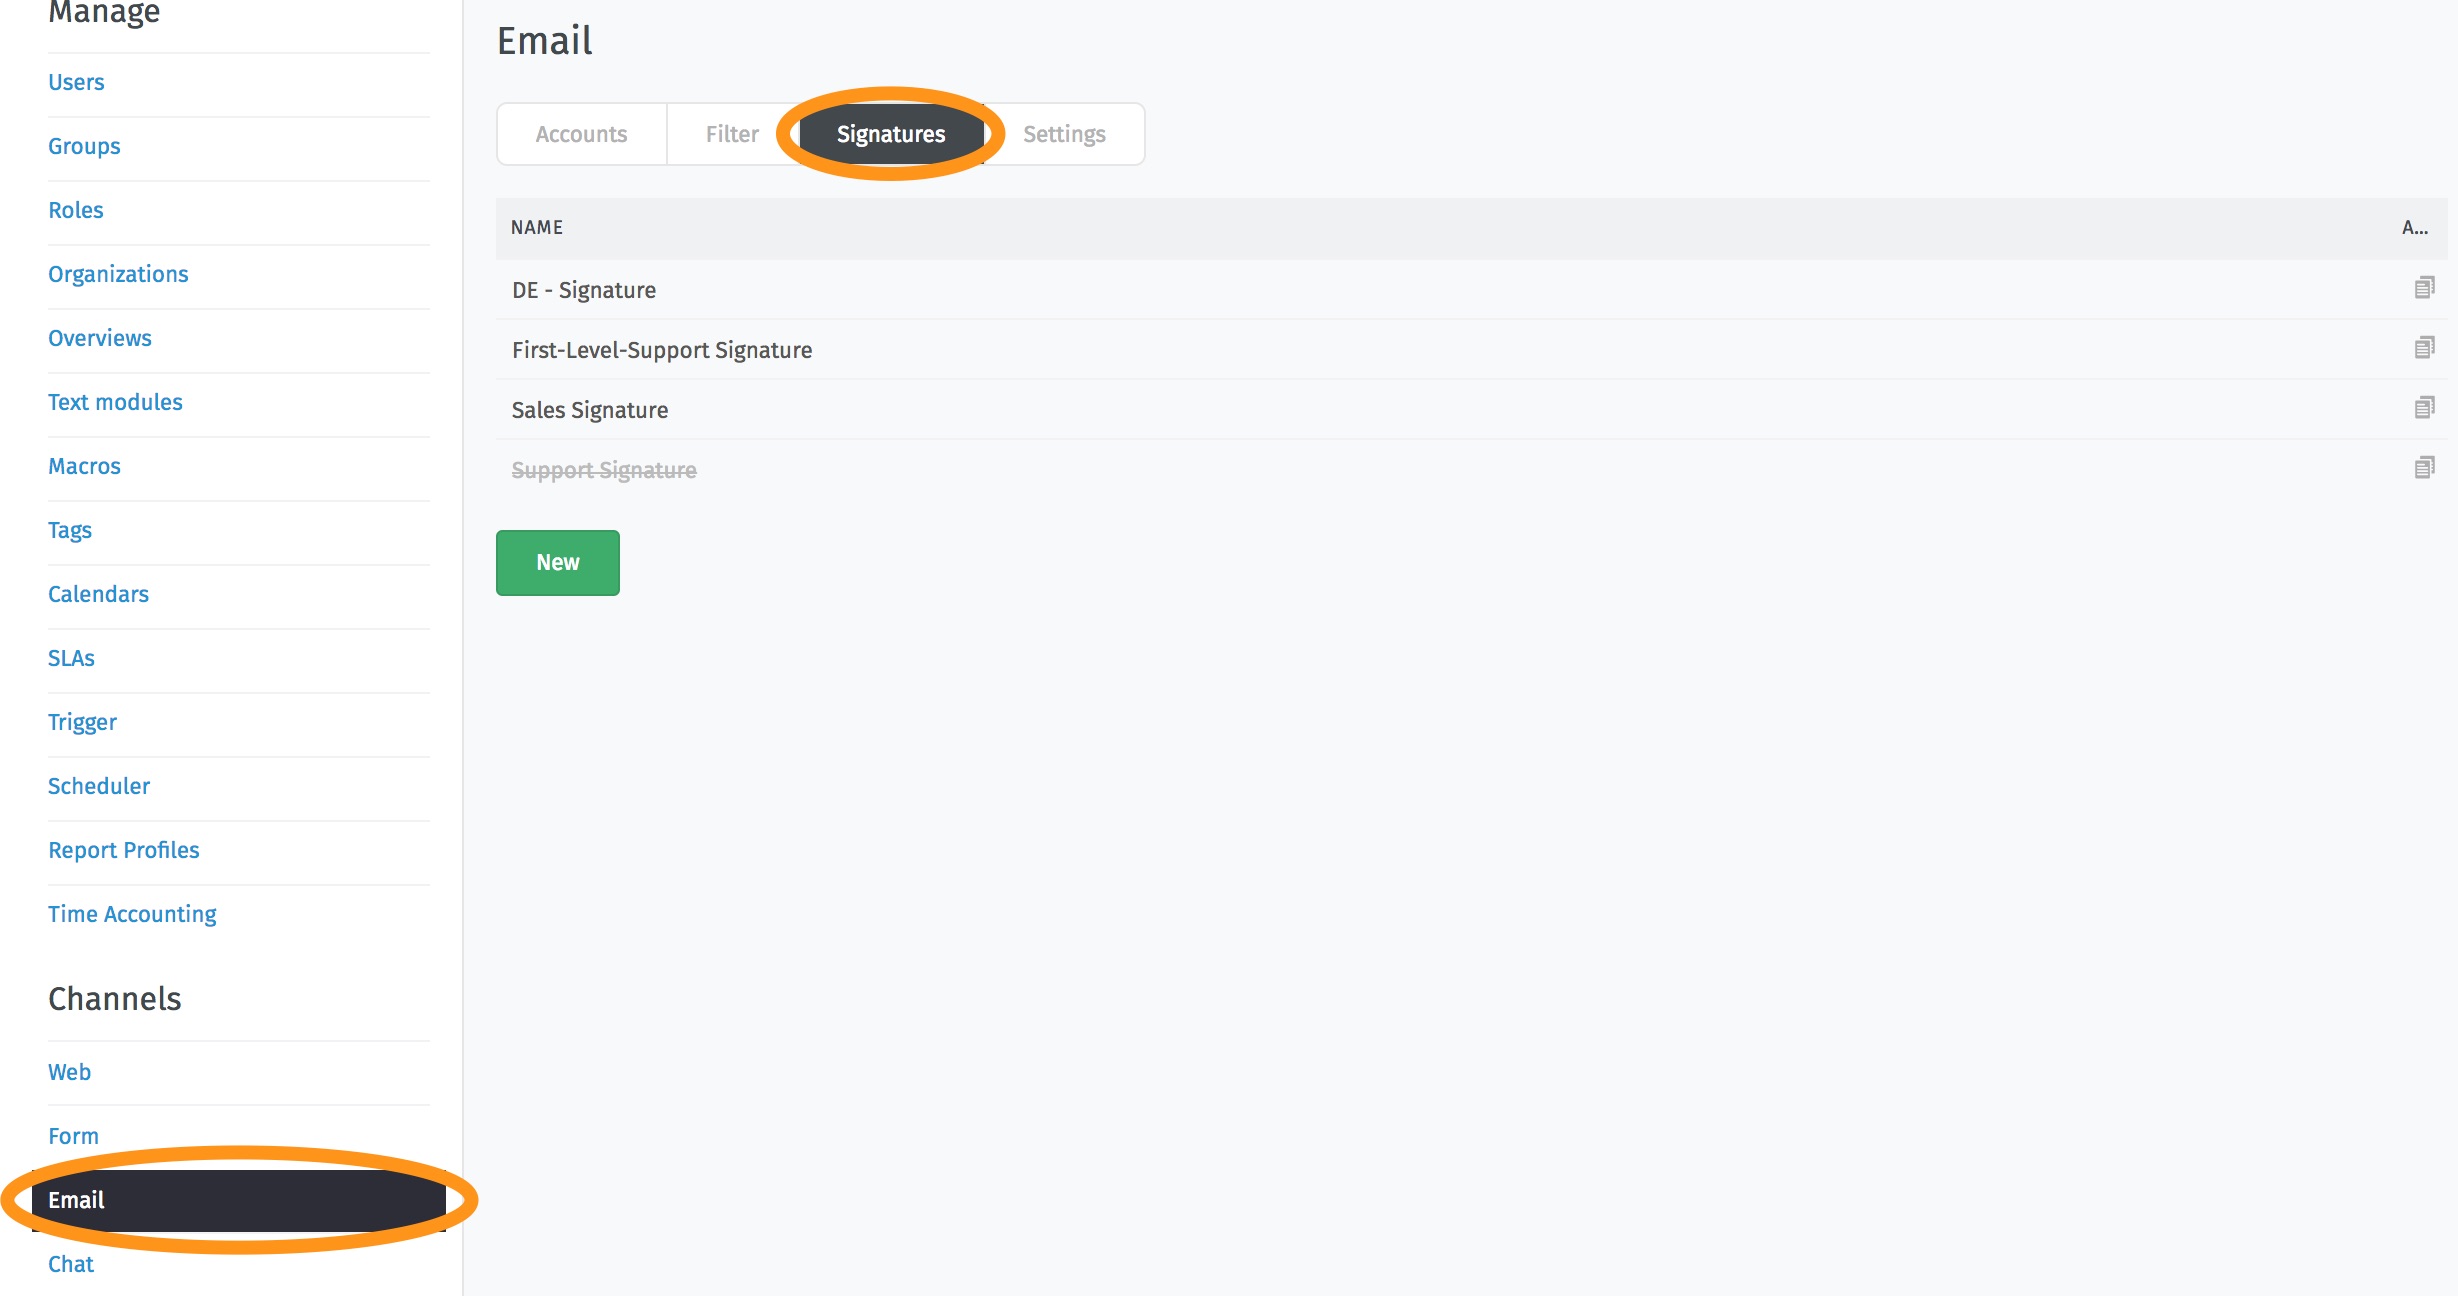 Manage
Users
Groups
Roles
Organizations
Overviews
Text modules
Macros
Tags
Calendars
SLAs
Trigger
Scheduler
Report Profiles
Time Accounting
Channels
Web
Form
Email
Chat
Email
Accounts Filter Signatures Settings
NAME A...
DE - Signature
First-Level-Support Signature
Sales Signature
Support Signature
New